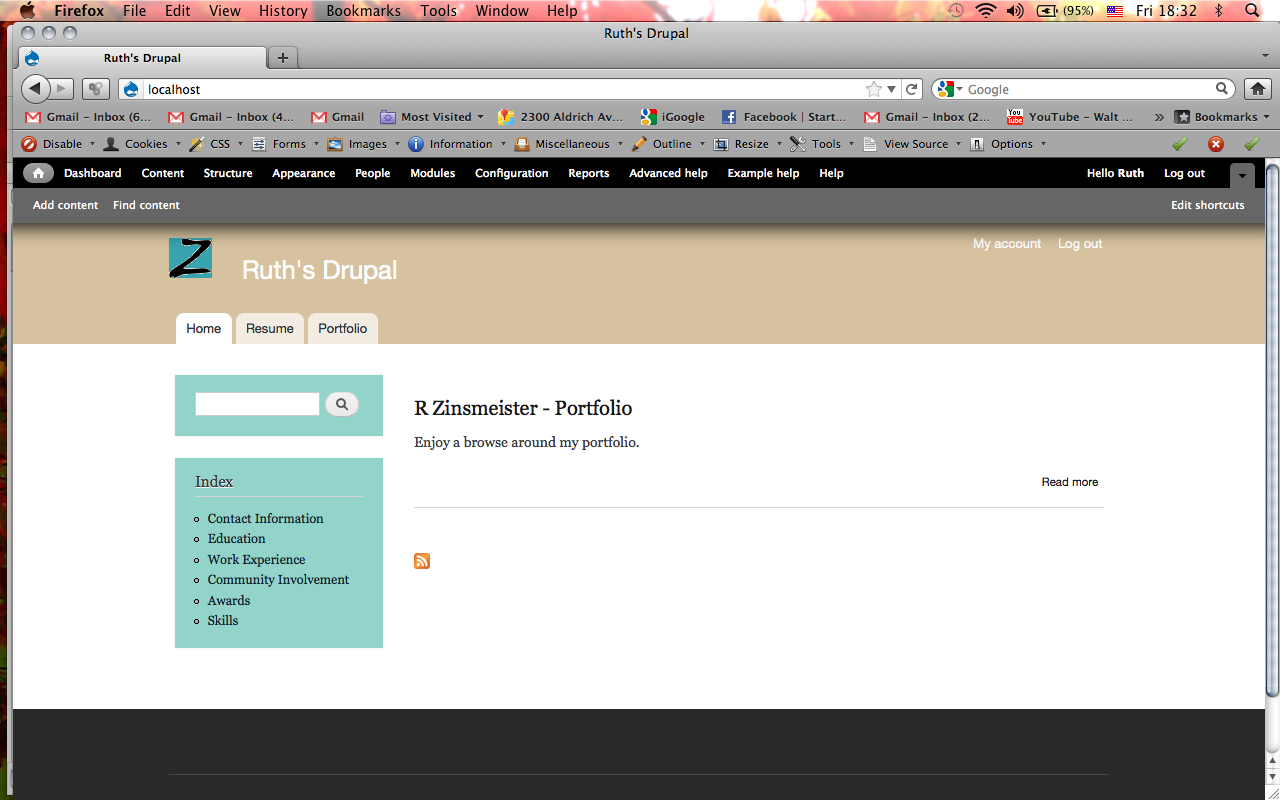 Firefox File Edit View History Bookmarks Tools Window Help (95%) Fri 18:32
Ruth's Drupal
Ruth's Drupal
localhost Google
Gmail – Inbox (6... Gmail – Inbox (4... Gmail Most Visited 2300 Aldrich Av... iGoogle Facebook | Start... Gmail – Inbox (2... YouTube – Walt ... » Bookmarks
Disable Cookies CSS Forms Images Information Miscellaneous Outline Resize Tools View Source Options
Dashboard Content Structure Appearance People Modules Configuration Reports Advanced help Example help Help Hello Ruth Log out
Add content Find content Edit shortcuts
My account Log out
Z
Ruth's Drupal
Home Resume Portfolio
R Zinsmeister - Portfolio
Enjoy a browse around my portfolio.
Read more
Index
Contact Information
Education
Work Experience
Community Involvement
Awards
Skills